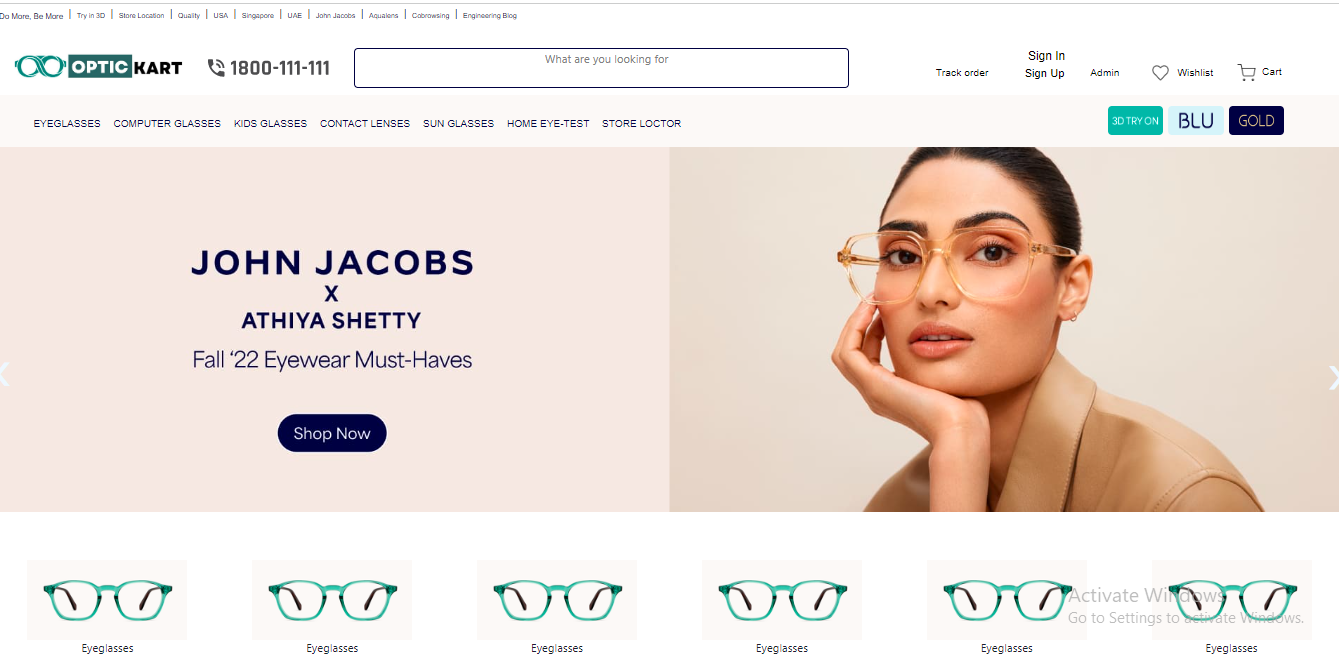 Do More, Be More | Try in 3D | Store Location | Quality | USA | Singapore | UAE | John Jacobs | Aqualens | Cobrowsing | Engineering Blog
OPTIC KART
1800-111-111
What are you looking for
Track order
Sign In
Sign Up
Admin
Wishlist
Cart
EYEGLASSES COMPUTER GLASSES KIDS GLASSES CONTACT LENSES SUN GLASSES HOME EYE-TEST STORE LOCTOR
3D TRY ON BLU GOLD
JOHN JACOBS
X
ATHIYA SHETTY
Fall ‘22 Eyewear Must-Haves
Shop Now
Activate Windows
Go to Settings to activate Windows.
Eyeglasses Eyeglasses Eyeglasses Eyeglasses Eyeglasses Eyeglasses